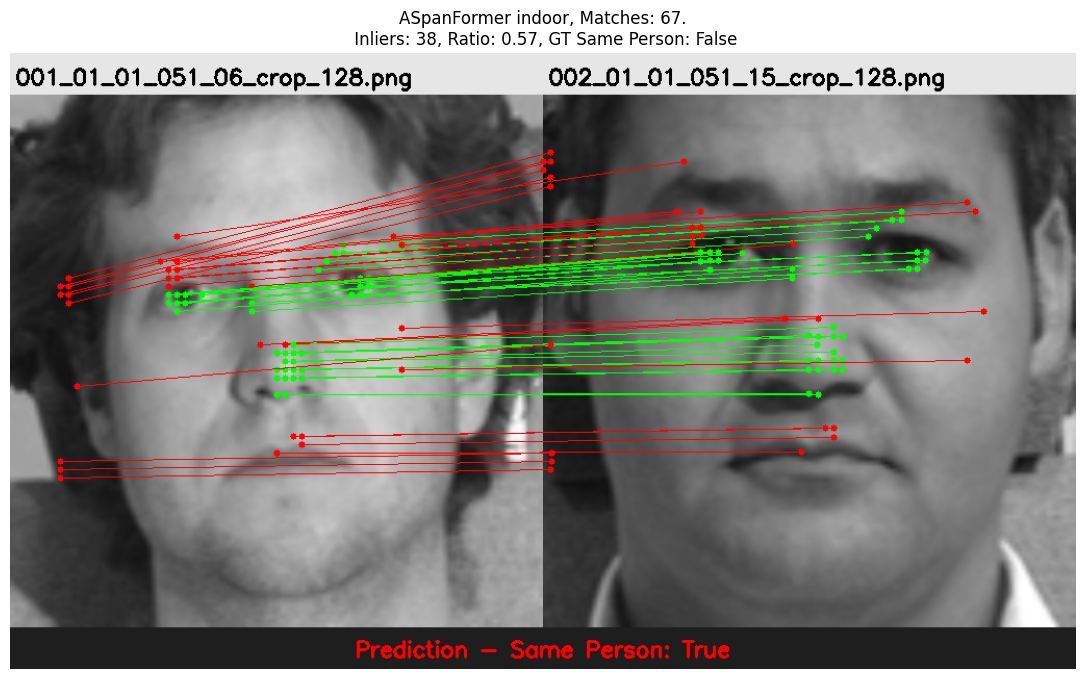 ASpanFormer indoor, Matches: 67.
Inliers: 38, Ratio: 0.57, GT Same Person: False
001_01_01_051_06_crop_128.png
002_01_01_051_15_crop_128.png
Prediction - Same Person: True